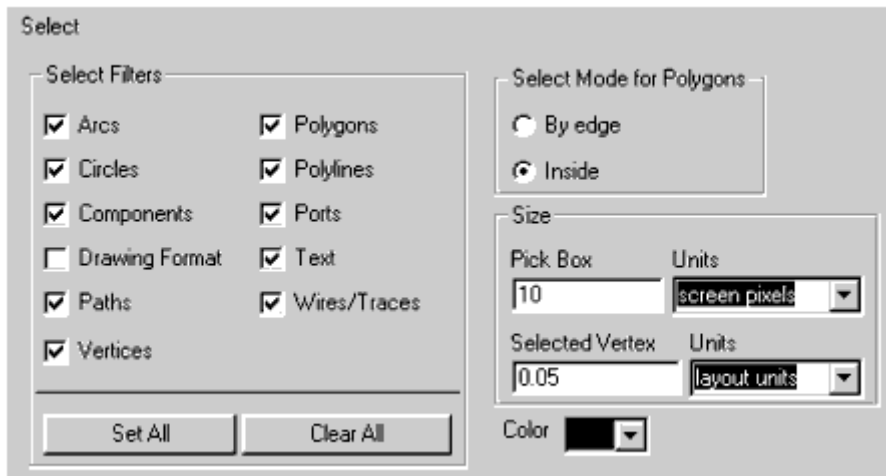 Select
Select Filters
Arcs
Polygons
Circles
Polylines
Components
Ports
Drawing Format
Text
Paths
Wires/Traces
Vertices
Set All
Clear All
Select Mode for Polygons
By edge
Inside
Size
Pick Box Units
10 screen pixels
Selected Vertex Units
0.05 layout units
Color